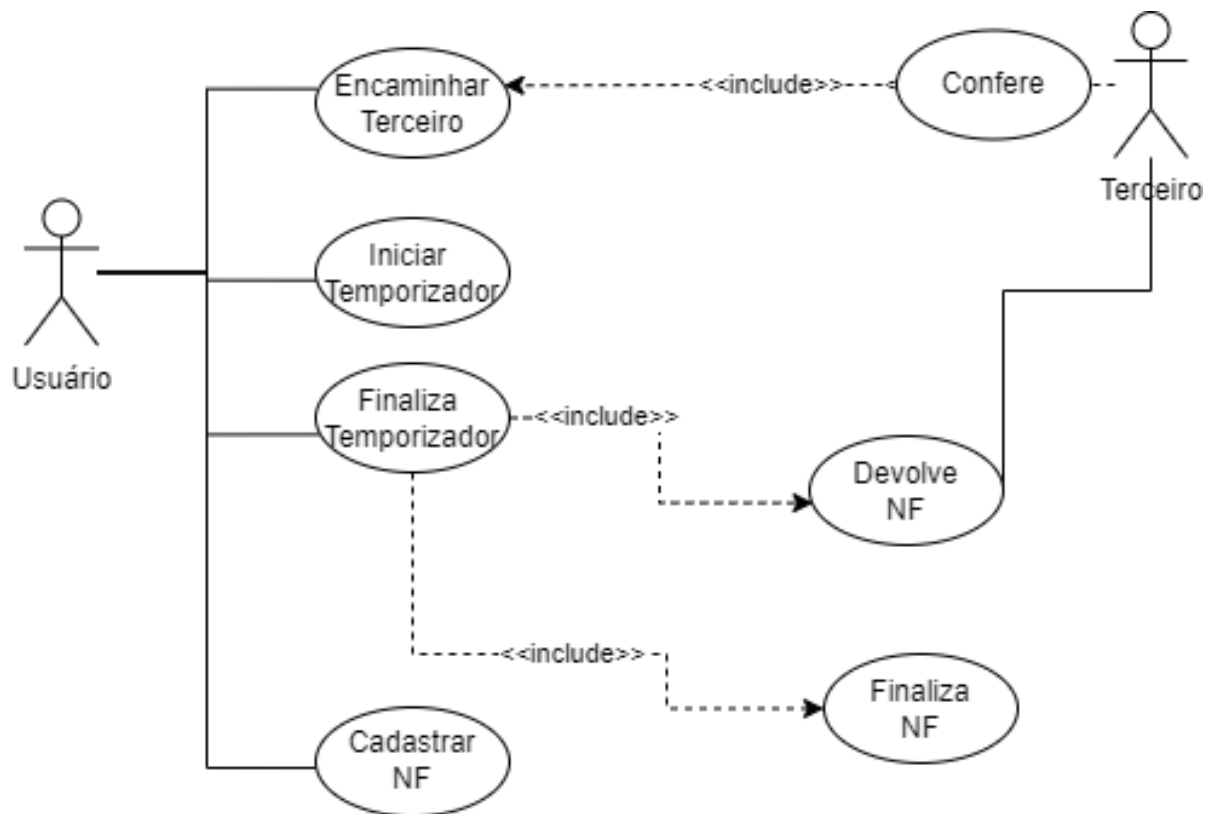 Encaminhar
Terceiro
<<include>>
Confere
Terceiro
Iniciar
Temporizador
Usuário
Finaliza
Temporizador
<<include>>
Devolve
NF
<<include>>
Finaliza
NF
Cadastrar
NF